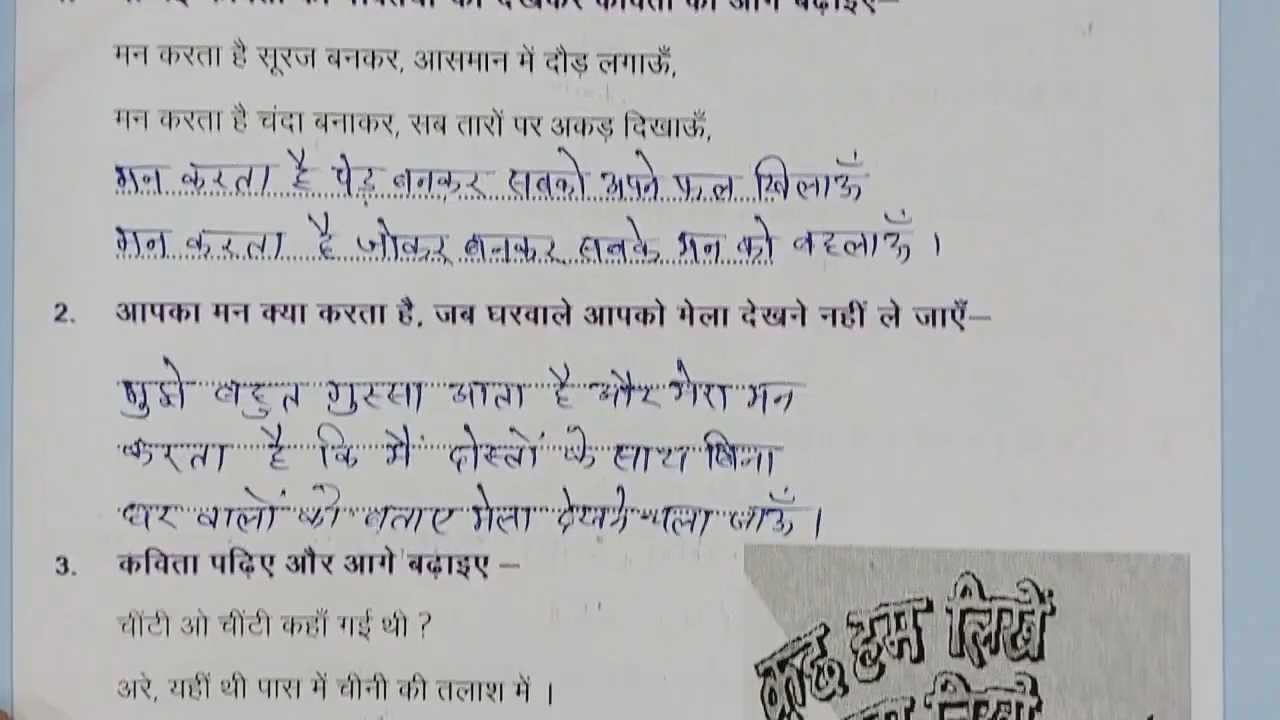 मन करता है सूरज बनकर, आसमान में दौड़ लगाऊँ,
मन करता है चंदा बनाकर, सब तारों पर अकड़ दिखाऊँ,
मन करता है पेड़ बनकर सबको अपने फल खिलाऊँ
मन करता है जोकर बनकर सबके मन को बहलाऊँ ।
2. आपका मन क्या करता है, जब घरवाले आपको मेला देखने नहीं ले जाएँ—
मुझे बहुत गुस्सा आता है और मेरा मन
करता है कि मैं दोस्तों के साथ बिना
घर वालों को बताए मेला देखने चला जाऊँ ।
3. कविता पढ़िए और आगे बढ़ाइए —
चींटी ओ चींटी कहाँ गई थी ?
अरे, यहीं थी पास में चीनी की तलाश में ।
कुछ हम लिखें